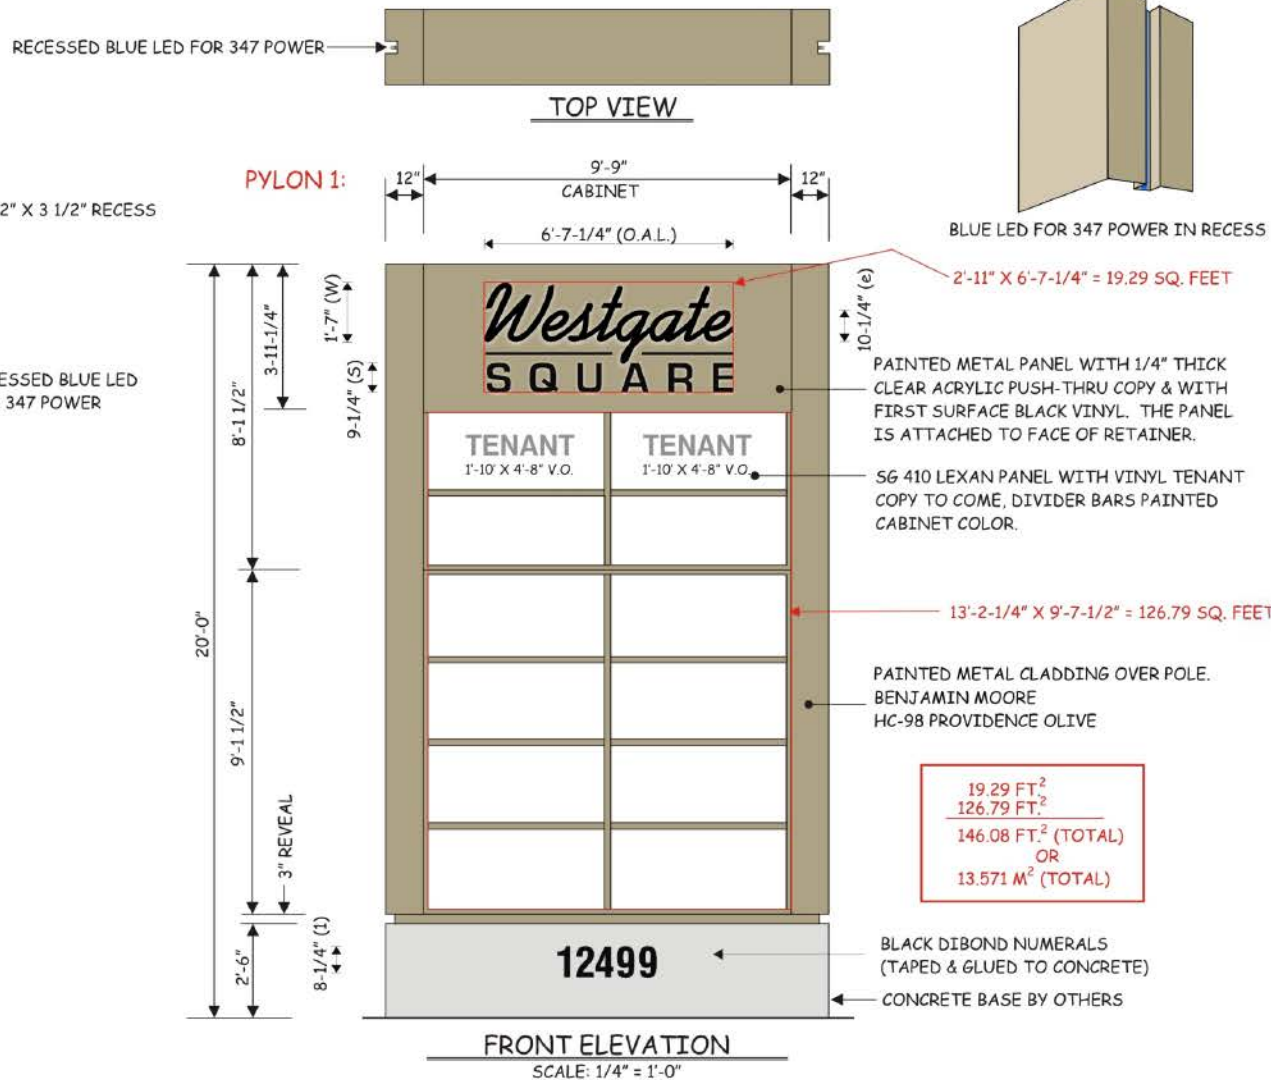 RECESSED BLUE LED FOR 347 POWER
TOP VIEW
PYLON 1:
12"
9'-9"
CABINET
12"
2" X 3 1/2" RECESS
6'-7-1/4" (O.A.L.)
BLUE LED FOR 347 POWER IN RECESS
2'-11" X 6'-7-1/4" = 19.29 SQ. FEET
1'-7" (W)
10-1/4" (e)
3-11-1/4"
8'-1 1/2"
9-1/4" (S)
Westgate
SQUARE
ESSED BLUE LED
347 POWER
PAINTED METAL PANEL WITH 1/4" THICK
CLEAR ACRYLIC PUSH-THRU COPY & WITH
FIRST SURFACE BLACK VINYL. THE PANEL
IS ATTACHED TO FACE OF RETAINER.
TENANT
1'-10' X 4'-8" V.O.
TENANT
1'-10' X 4'-8" V.O.
SG 410 LEXAN PANEL WITH VINYL TENANT
COPY TO COME, DIVIDER BARS PAINTED
CABINET COLOR.
20'-0"
13'-2-1/4" X 9'-7-1/2" = 126.79 SQ. FEET
PAINTED METAL CLADDING OVER POLE.
BENJAMIN MOORE
HC-98 PROVIDENCE OLIVE
9'-1 1/2"
3" REVEAL
19.29 FT.²
126.79 FT.²
146.08 FT.² (TOTAL)
OR
13.571 M² (TOTAL)
2'-6"
8-1/4" (1)
12499
BLACK DIBOND NUMERALS
(TAPED & GLUED TO CONCRETE)
CONCRETE BASE BY OTHERS
FRONT ELEVATION
SCALE: 1/4" = 1'-0"